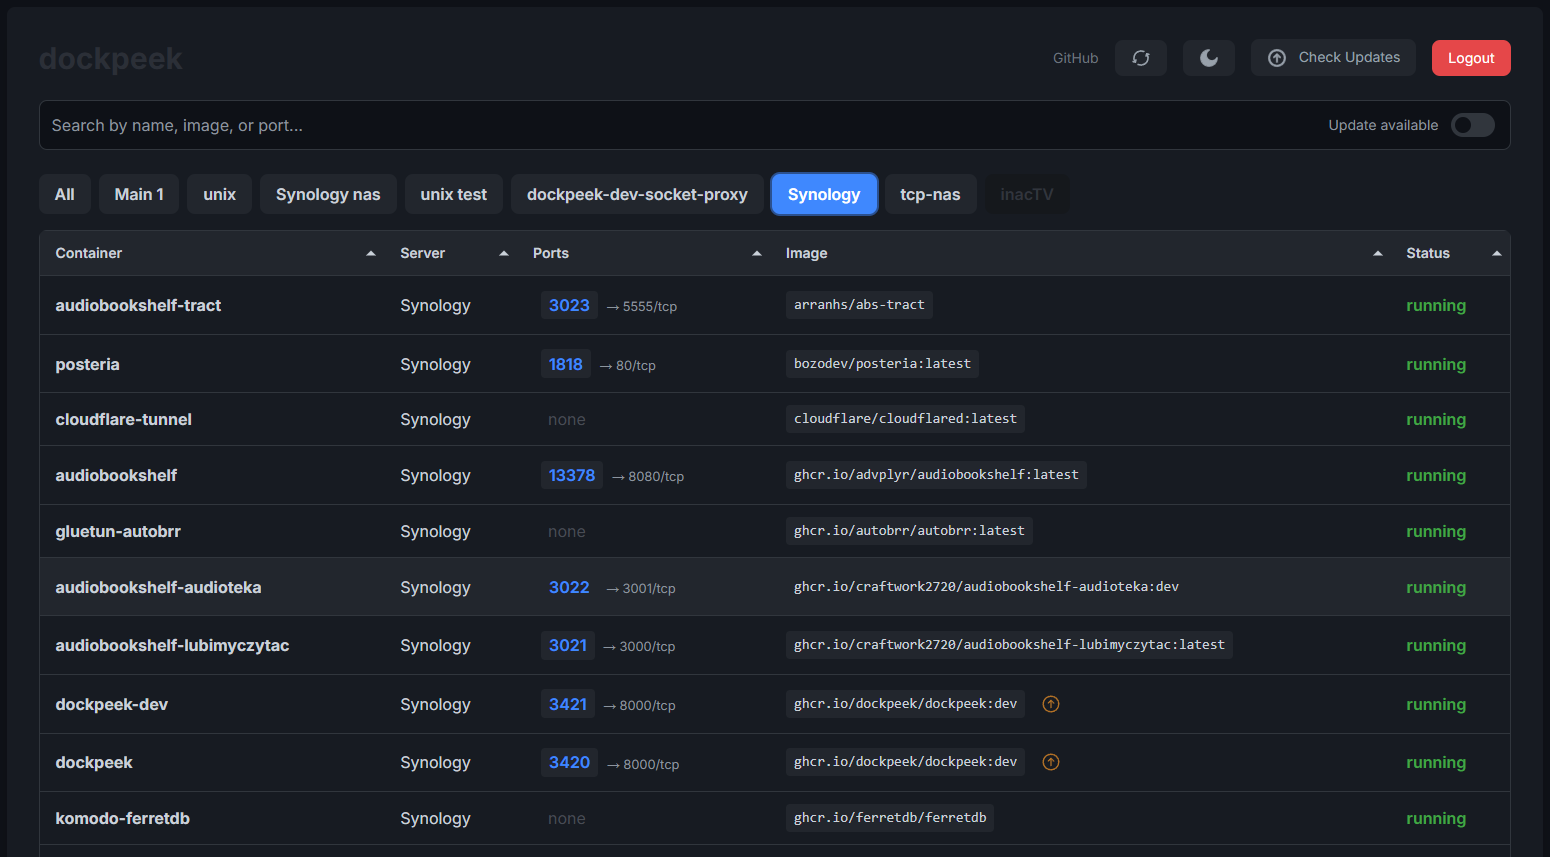 dockpeek GitHub Check Updates Logout
Search by name, image, or port... Update available
All Main 1 unix Synology nas unix test dockpeek-dev-socket-proxy Synology tcp-nas inacTV
Container Server Ports Image Status
audiobookshelf-tract Synology 3023 → 5555/tcp arranhs/abs-tract running
posteria Synology 1818 → 80/tcp bozodev/posteria:latest running
cloudflare-tunnel Synology none cloudflare/cloudflared:latest running
audiobookshelf Synology 13378 → 8080/tcp ghcr.io/advplyr/audiobookshelf:latest running
gluetun-autobrr Synology none ghcr.io/autobrr/autobrr:latest running
audiobookshelf-audioteka Synology 3022 → 3001/tcp ghcr.io/craftwork2720/audiobookshelf-audioteka:dev running
audiobookshelf-lubimyczytac Synology 3021 → 3000/tcp ghcr.io/craftwork2720/audiobookshelf-lubimyczytac:latest running
dockpeek-dev Synology 3421 → 8000/tcp ghcr.io/dockpeek/dockpeek:dev running
dockpeek Synology 3420 → 8000/tcp ghcr.io/dockpeek/dockpeek:dev running
komodo-ferretdb Synology none ghcr.io/ferretdb/ferretdb running